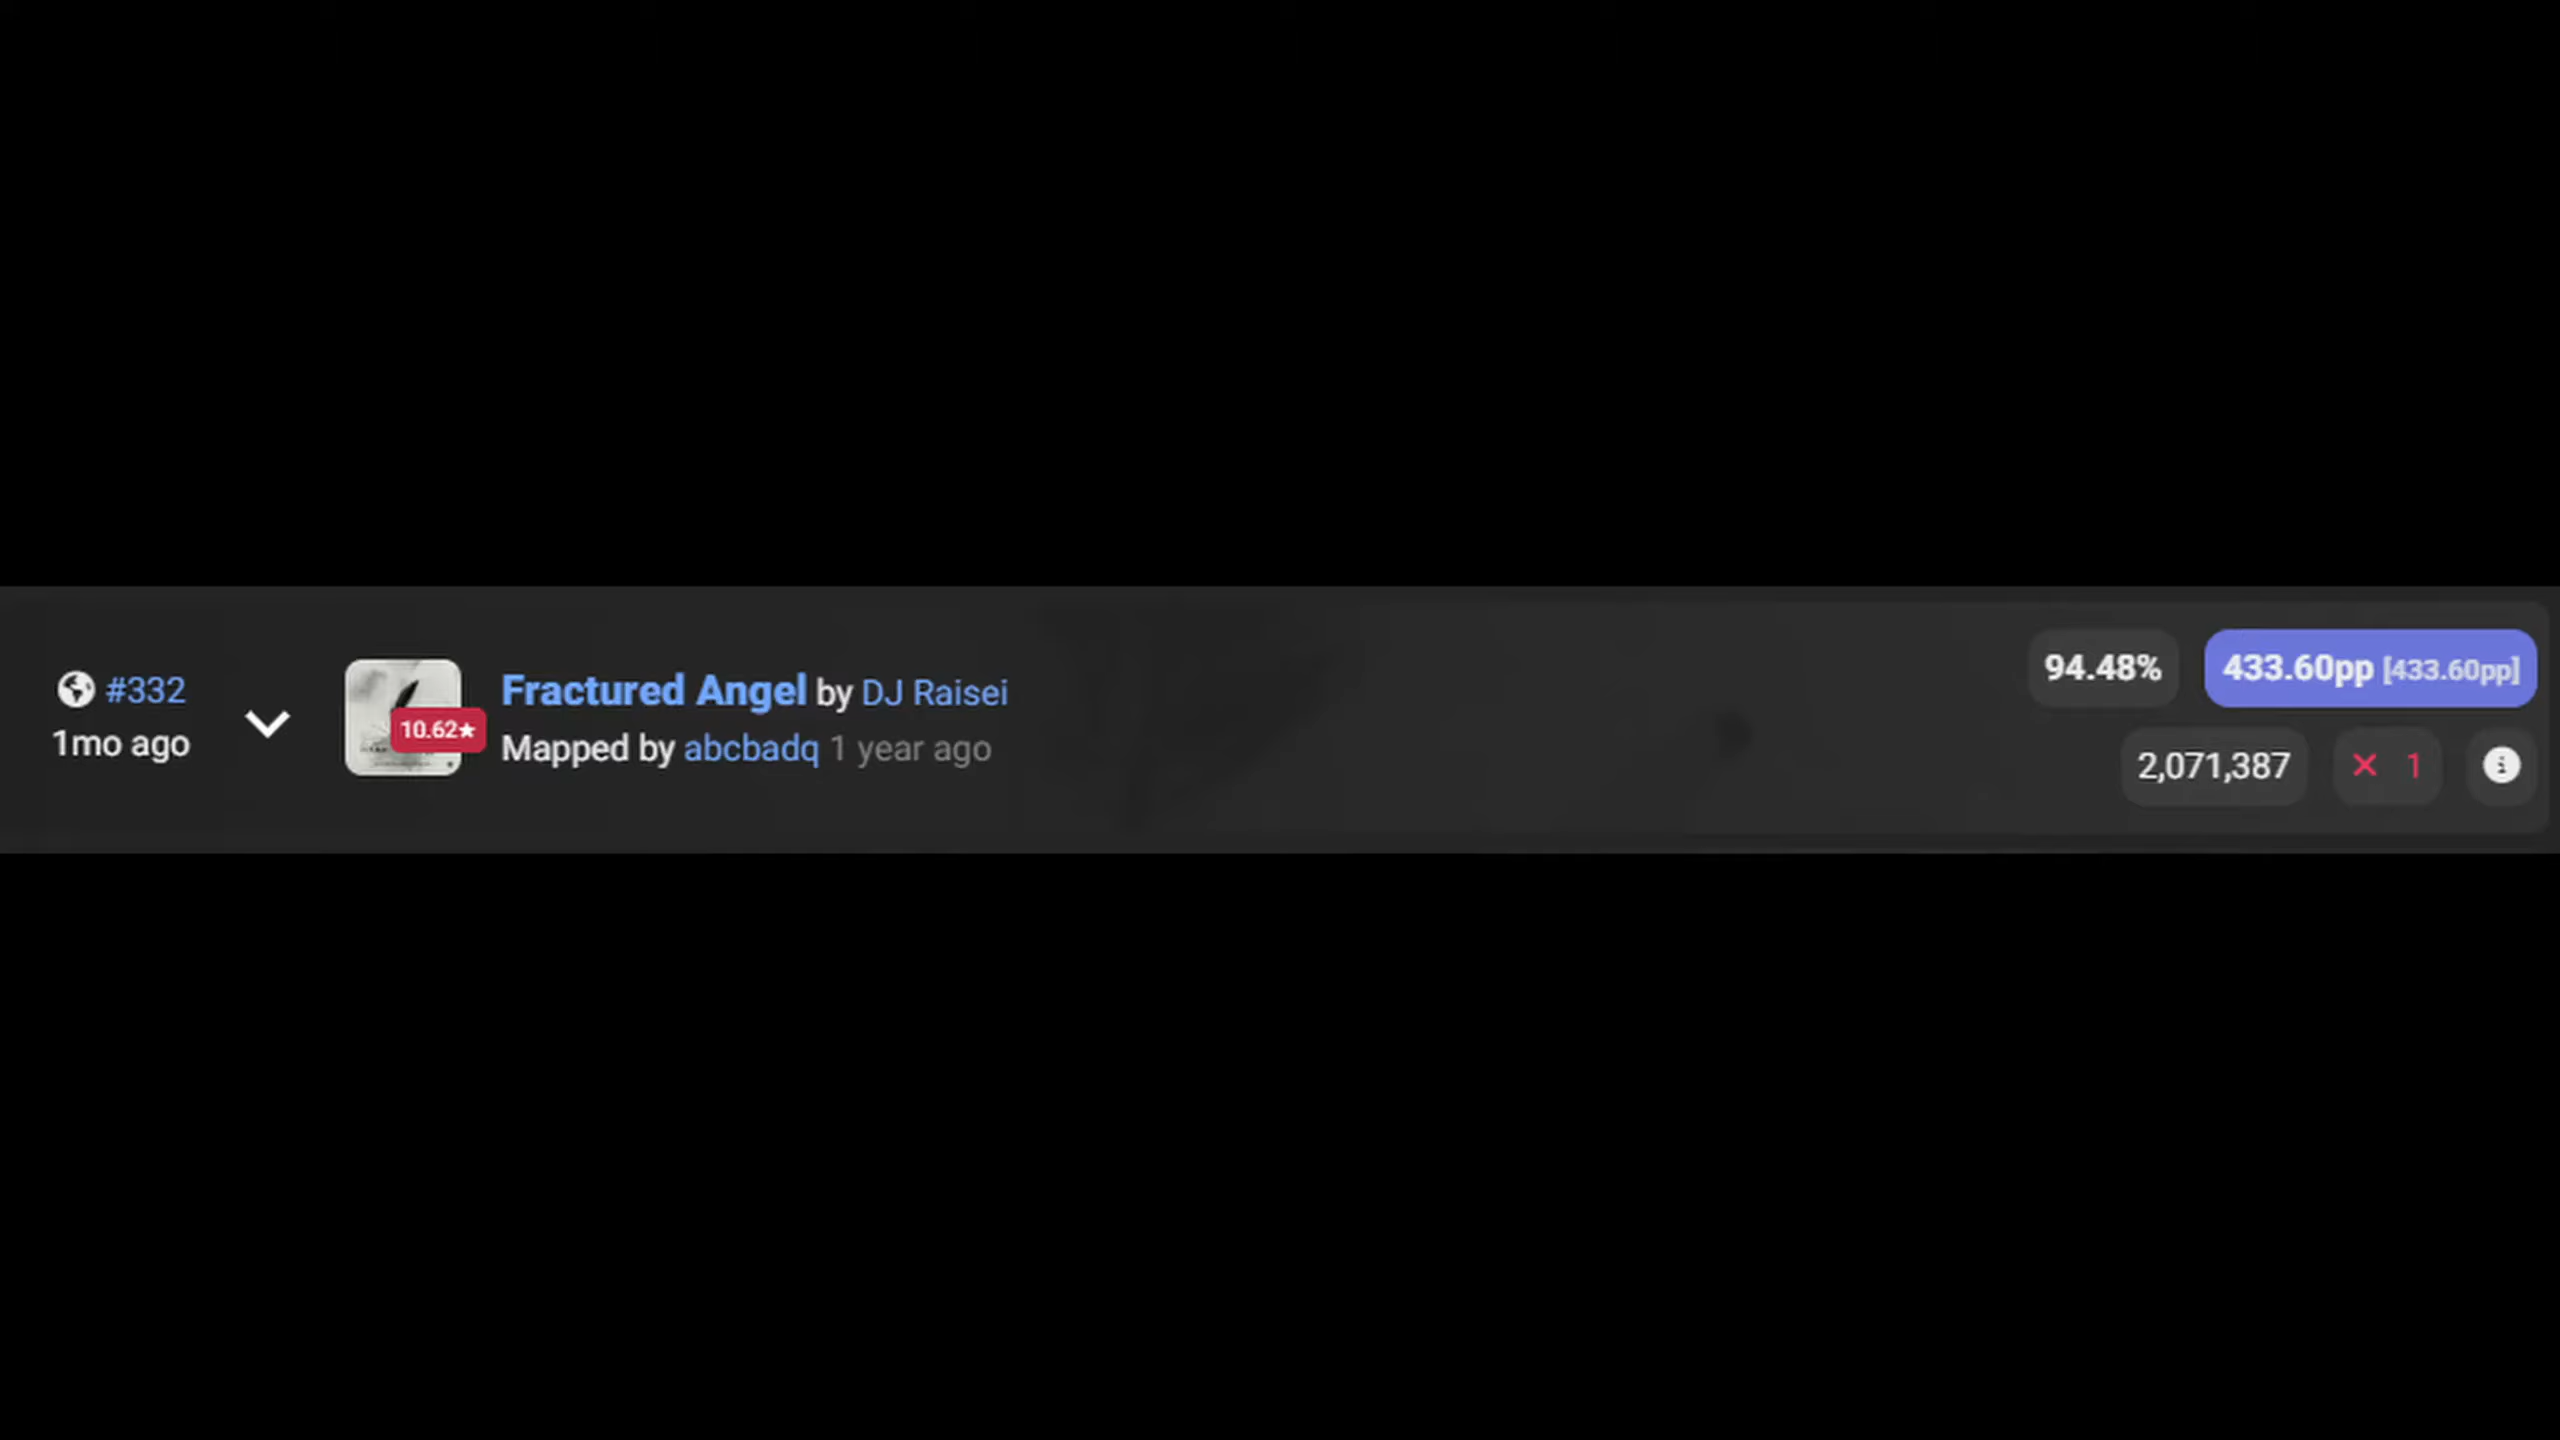 #332
1mo ago
10.62★
Fractured Angel by DJ Raisei
Mapped by abcbadq 1 year ago
94.48%
433.60pp [433.60pp]
2,071,387
✕ 1